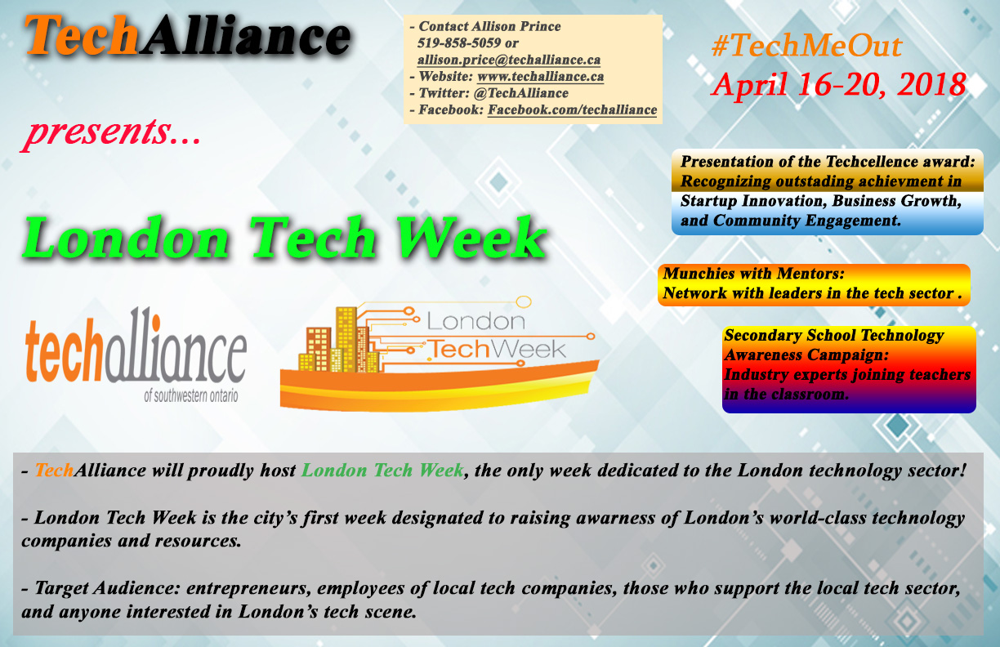 TechAlliance
- Contact Allison Prince
519-858-5059 or
allison.price@techalliance.ca
- Website: www.techalliance.ca
- Twitter: @TechAlliance
- Facebook: Facebook.com/techalliance
#TechMeOut
April 16-20, 2018
presents...
Presentation of the Techcellence award:
Recognizing outstading achievment in
Startup Innovation, Business Growth,
and Community Engagement.
London Tech Week
Munchies with Mentors:
Network with leaders in the tech sector .
techalliance
of southwestern ontario
London
TechWeek
Secondary School Technology
Awareness Campaign:
Industry experts joining teachers
in the classroom.
- TechAlliance will proudly host London Tech Week, the only week dedicated to the London technology sector!
- London Tech Week is the city’s first week designated to raising awarness of London’s world-class technology
companies and resources.
- Target Audience: entrepreneurs, employees of local tech companies, those who support the local tech sector,
and anyone interested in London’s tech scene.